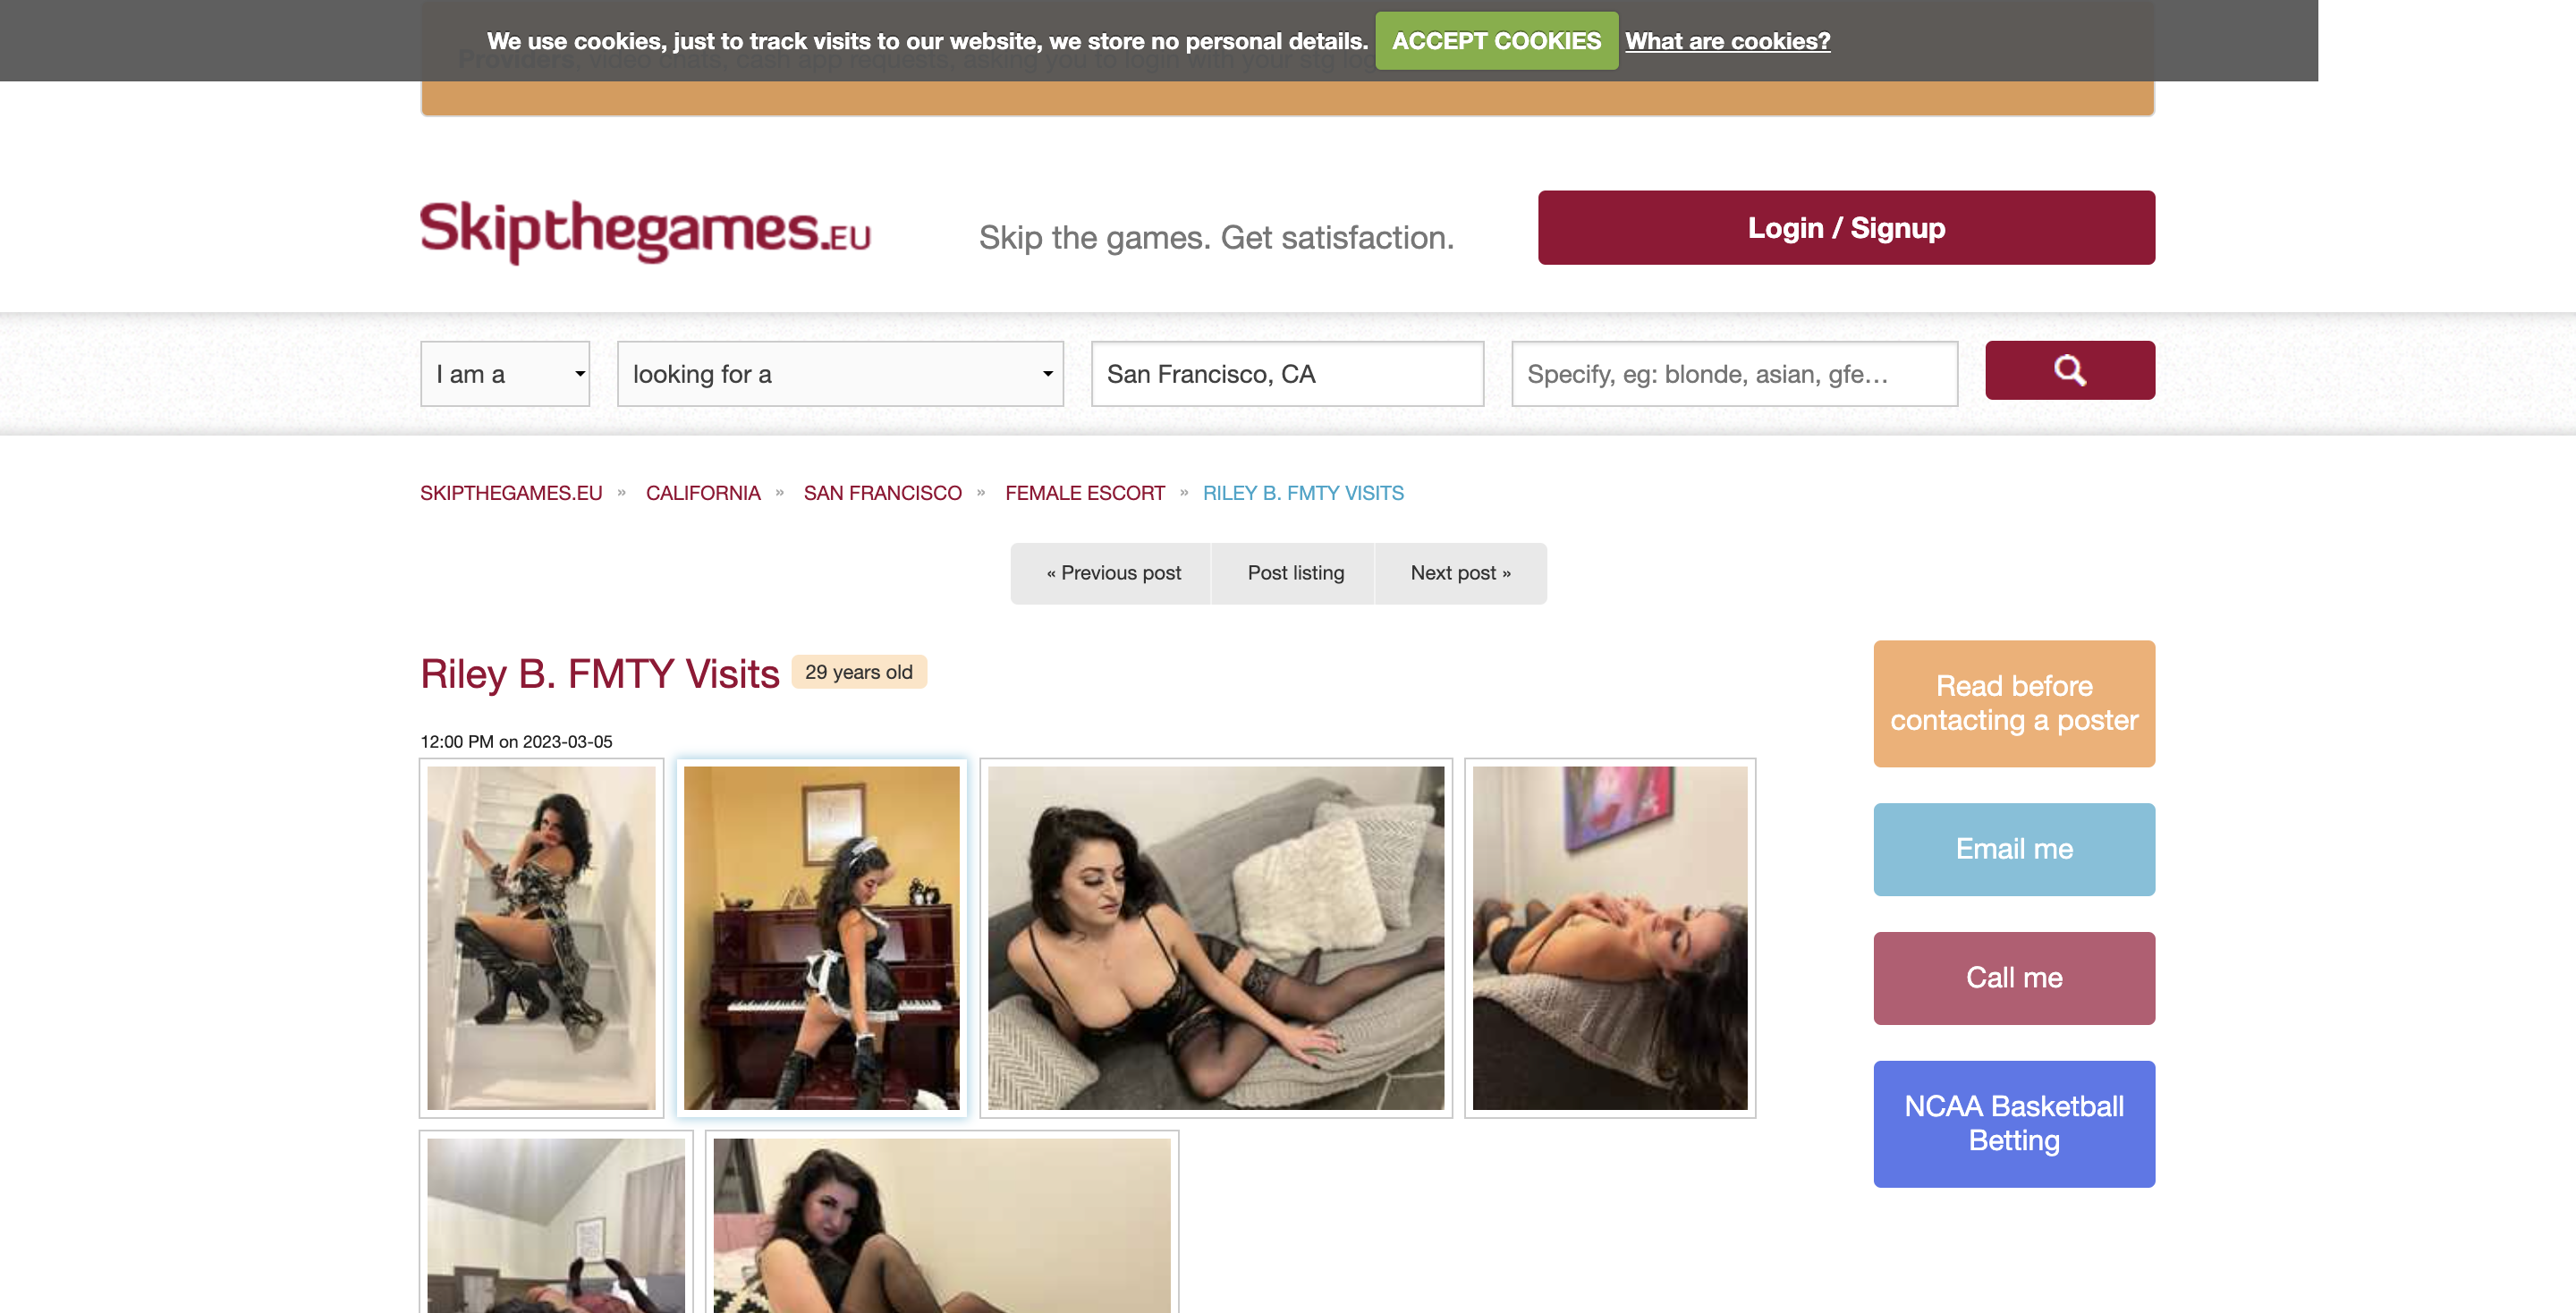 We use cookies, just to track visits to our website, we store no personal details. ACCEPT COOKIES What are cookies?
Providers, video chats, cash app requests, asking you to login with your stg log
Skipthegames.EU
Skip the games. Get satisfaction.
Login / Signup
I am a
looking for a
San Francisco, CA
Specify, eg: blonde, asian, gfe...
SKIPTHEGAMES.EU » CALIFORNIA » SAN FRANCISCO » FEMALE ESCORT » RILEY B. FMTY VISITS
« Previous post
Post listing
Next post »
Riley B. FMTY Visits 29 years old
12:00 PM on 2023-03-05
Read before
contacting a poster
Email me
Call me
NCAA Basketball
Betting